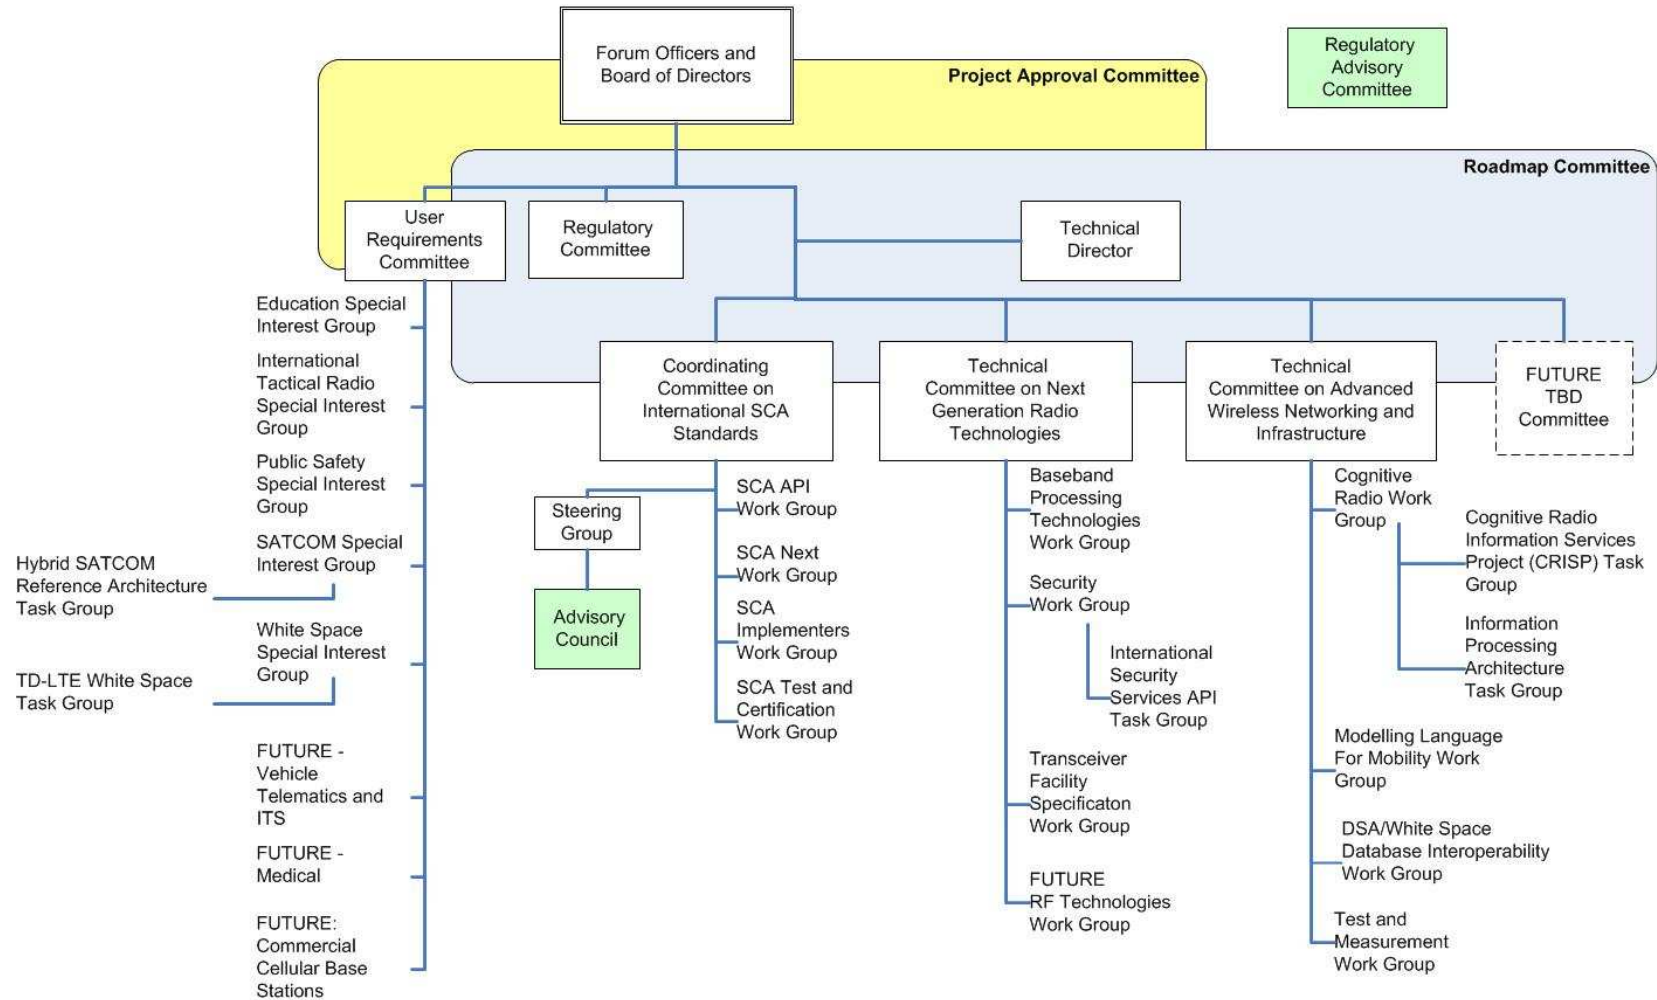 Forum Officers and
Board of Directors
Project Approval Committee
Regulatory
Advisory
Committee
Roadmap Committee
User
Requirements
Committee
Regulatory
Committee
Technical
Director
Education Special
Interest Group
International
Tactical Radio
Special Interest
Group
Public Safety
Special Interest
Group
SATCOM Special
Interest Group
Hybrid SATCOM
Reference Architecture
Task Group
White Space
Special Interest
Group
TD-LTE White Space
Task Group
FUTURE -
Vehicle
Telematics and
ITS
FUTURE -
Medical
FUTURE:
Commercial
Cellular Base
Stations
Coordinating
Committee on
International SCA
Standards
Steering
Group
Advisory
Council
SCA API
Work Group
SCA Next
Work Group
SCA
Implementers
Work Group
SCA Test and
Certification
Work Group
Technical
Committee on Next
Generation Radio
Technologies
Baseband
Processing
Technologies
Work Group
Security
Work Group
International
Security
Services API
Task Group
Transceiver
Facility
Specificaton
Work Group
FUTURE
RF Technologies
Work Group
Technical
Committee on Advanced
Wireless Networking and
Infrastructure
Cognitive
Radio Work
Group
Cognitive Radio
Information Services
Project (CRISP) Task
Group
Information
Processing
Architecture
Task Group
Modelling Language
For Mobility Work
Group
DSA/White Space
Database Interoperability
Work Group
Test and
Measurement
Work Group
FUTURE
TBD
Committee